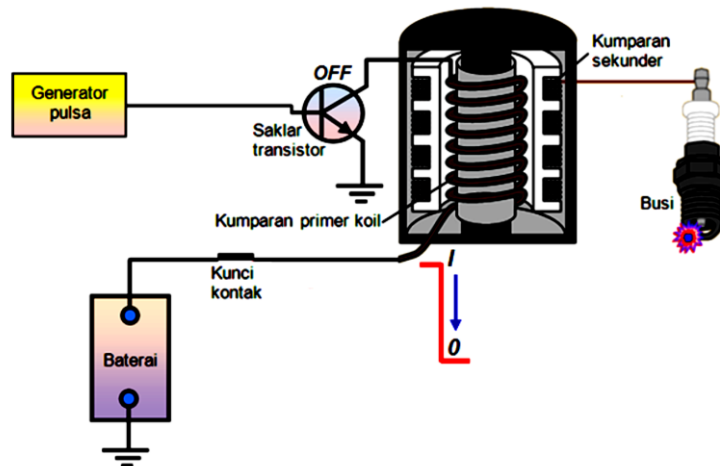 Kumparan
sekunder
OFF
Generator
pulsa
Saklar
transistor
Busi
Kumparan primer koil
I
Kunci
kontak
0
Baterai